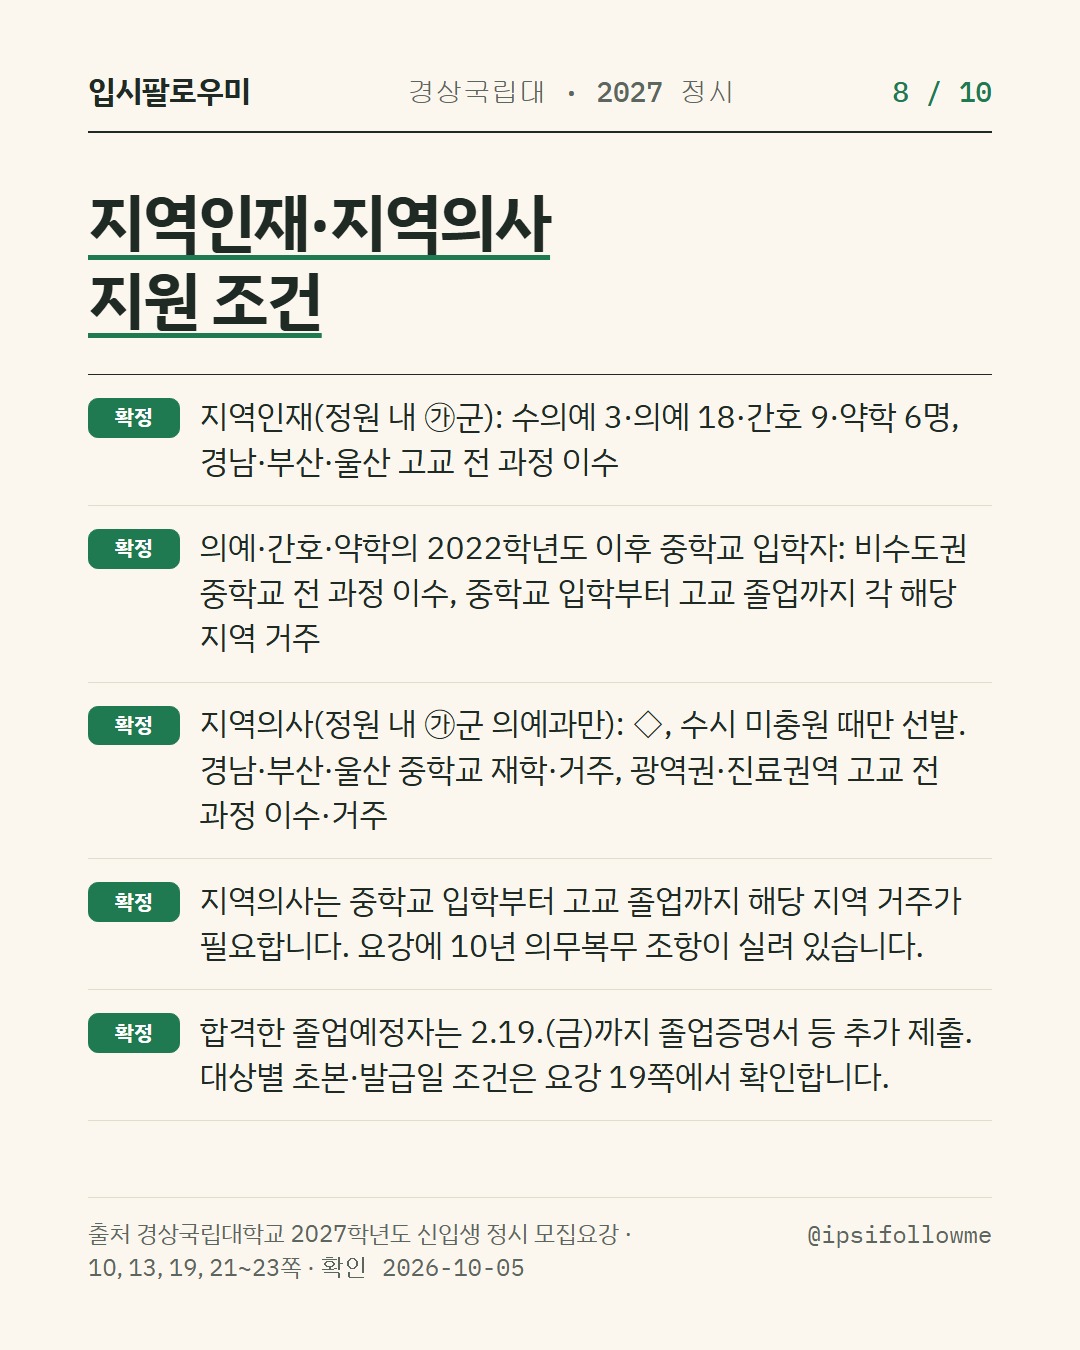 입시팔로우미
경상국립대 · 2027 정시
8 / 10
지역인재·지역의사
지원 조건
확정
지역인재(정원 내 ㉮군): 수의예 3·의예 18·간호 9·약학 6명,
경남·부산·울산 고교 전 과정 이수
확정
의예·간호·약학의 2022학년도 이후 중학교 입학자: 비수도권
중학교 전 과정 이수, 중학교 입학부터 고교 졸업까지 각 해당
지역 거주
확정
지역의사(정원 내 ㉮군 의예과만): ◇, 수시 미충원 때만 선발.
경남·부산·울산 중학교 재학·거주, 광역권·진료권역 고교 전
과정 이수·거주
확정
지역의사는 중학교 입학부터 고교 졸업까지 해당 지역 거주가
필요합니다. 요강에 10년 의무복무 조항이 실려 있습니다.
확정
합격한 졸업예정자는 2.19.(금)까지 졸업증명서 등 추가 제출.
대상별 초본·발급일 조건은 요강 19쪽에서 확인합니다.
출처 경상국립대학교 2027학년도 신입생 정시 모집요강 ·
10, 13, 19, 21~23쪽 · 확인 2026-10-05
@ipsifollowme